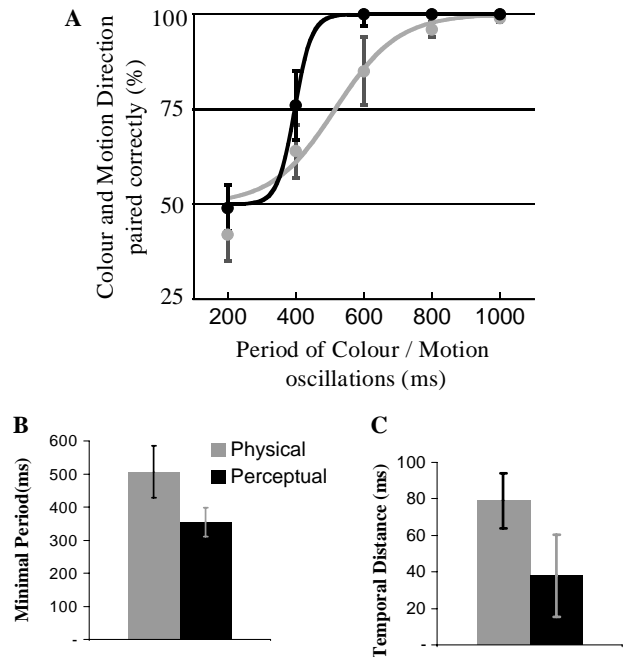 A
Colour and Motion Direction
paired correctly (%)
100
75
50
25
200 400 600 800 1000
Period of Colour / Motion
oscillations (ms)
B
Minimal Period(ms)
600
500
400
300
200
100
-
Physical
Perceptual
C
Temporal Distance (ms)
100
80
60
40
20
-